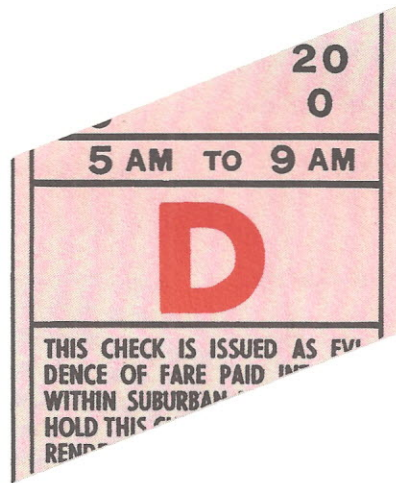 20
0
5 AM TO 9 AM
D
THIS CHECK IS ISSUED AS
DENCE OF FARE PAID
WITHIN SUBURBAN
HOLD THIS